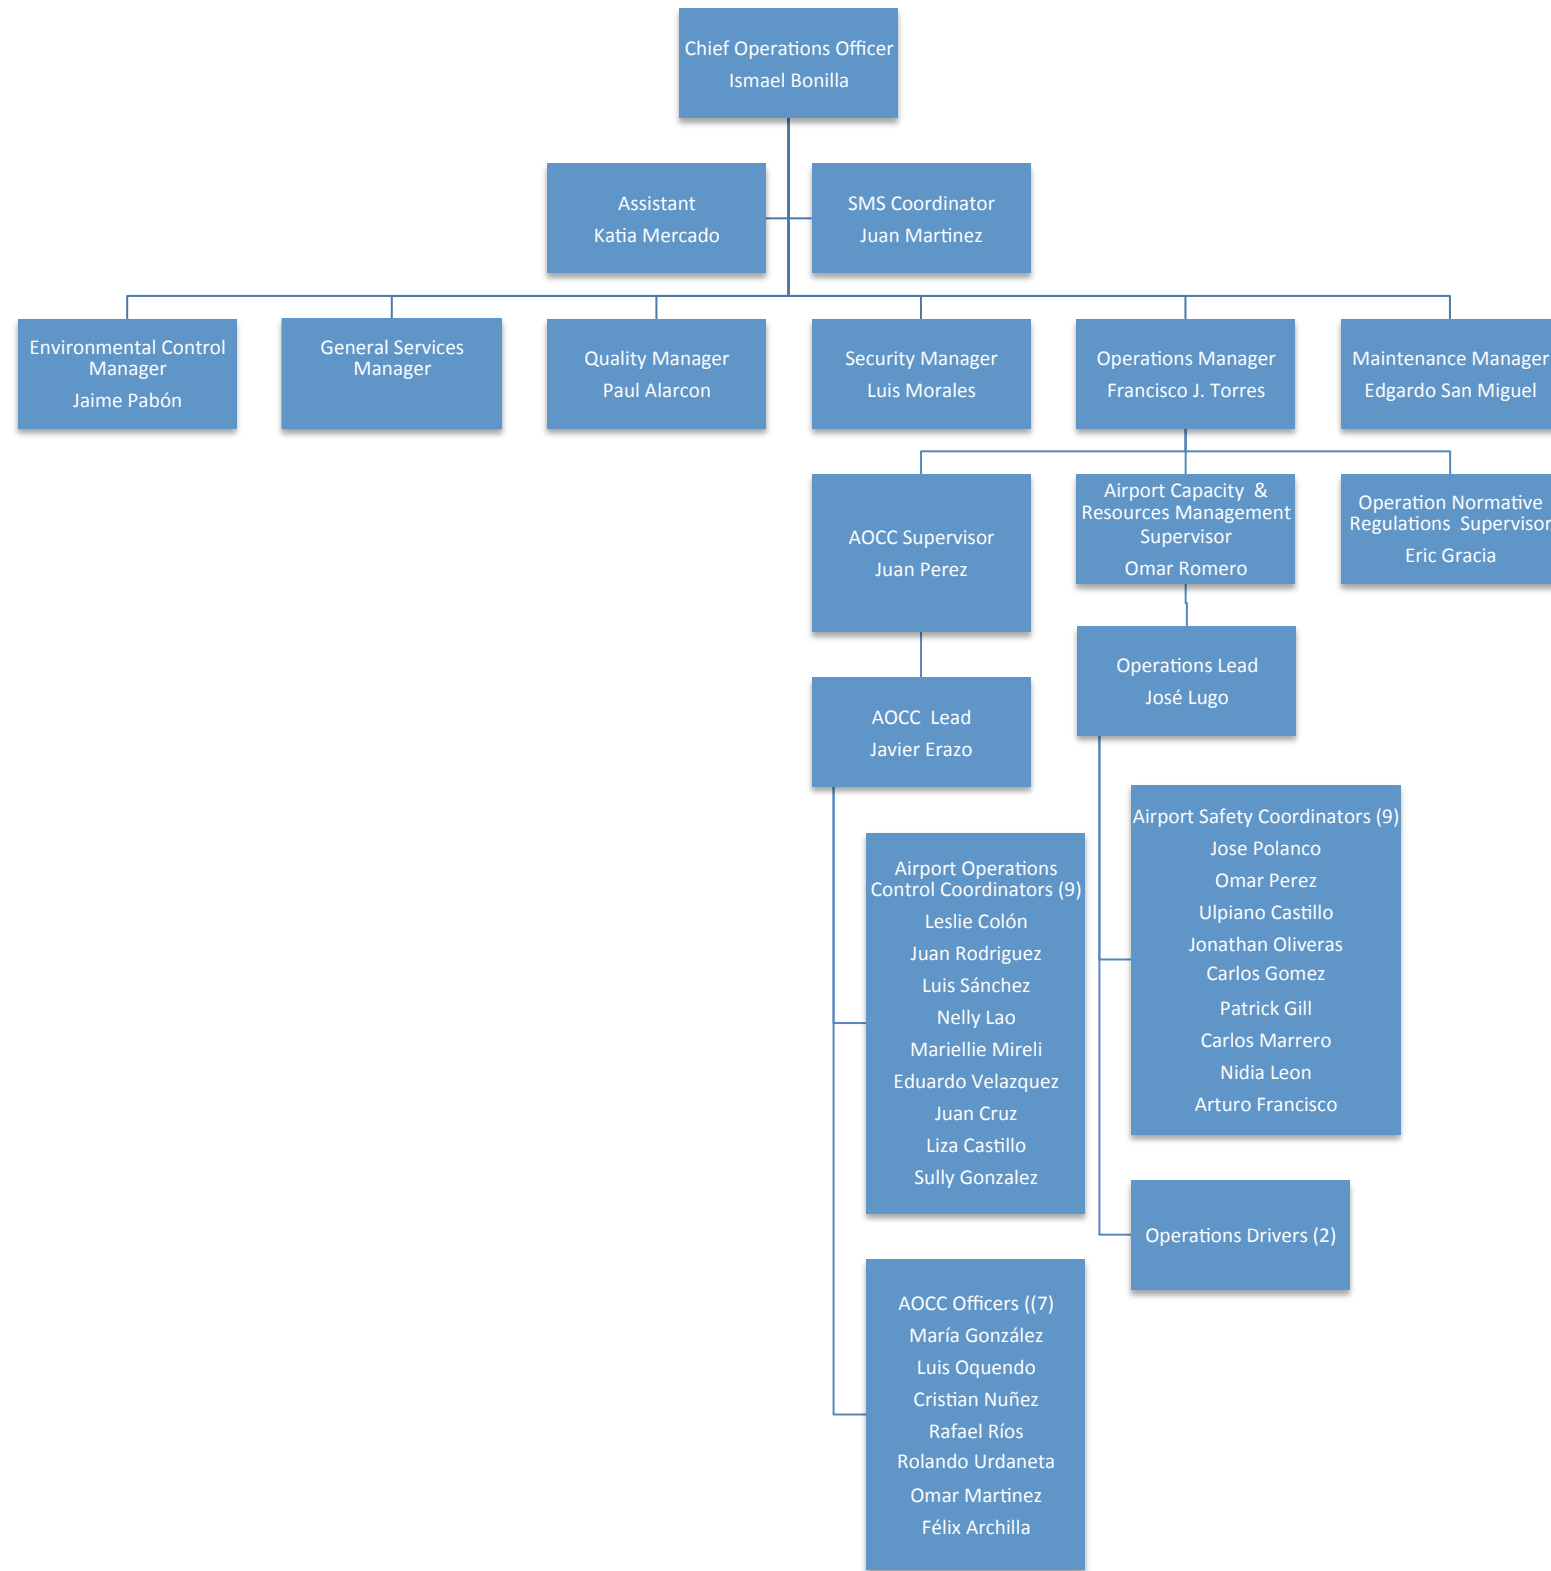 Chief Operations Officer
Ismael Bonilla
Assistant
Katia Mercado
SMS Coordinator
Juan Martinez
Environmental Control
Manager
Jaime Pabón
General Services
Manager
Quality Manager
Paul Alarcon
Security Manager
Luis Morales
Operations Manager
Francisco J. Torres
Maintenance Manager
Edgardo San Miguel
AOCC Supervisor
Juan Perez
Airport Capacity &
Resources Management
Supervisor
Omar Romero
Operation Normative
Regulations Supervisor
Eric Gracia
AOCC Lead
Javier Erazo
Operations Lead
José Lugo
Airport Operations
Control Coordinators (9)
Leslie Colón
Juan Rodriguez
Luis Sánchez
Nelly Lao
Mariellie Mireli
Eduardo Velazquez
Juan Cruz
Liza Castillo
Sully Gonzalez
Airport Safety Coordinators (9)
Jose Polanco
Omar Perez
Ulpiano Castillo
Jonathan Oliveras
Carlos Gomez
Patrick Gill
Carlos Marrero
Nidia Leon
Arturo Francisco
Operations Drivers (2)
AOCC Officers ((7)
María González
Luis Oquendo
Cristian Nuñez
Rafael Ríos
Rolando Urdaneta
Omar Martinez
Félix Archilla